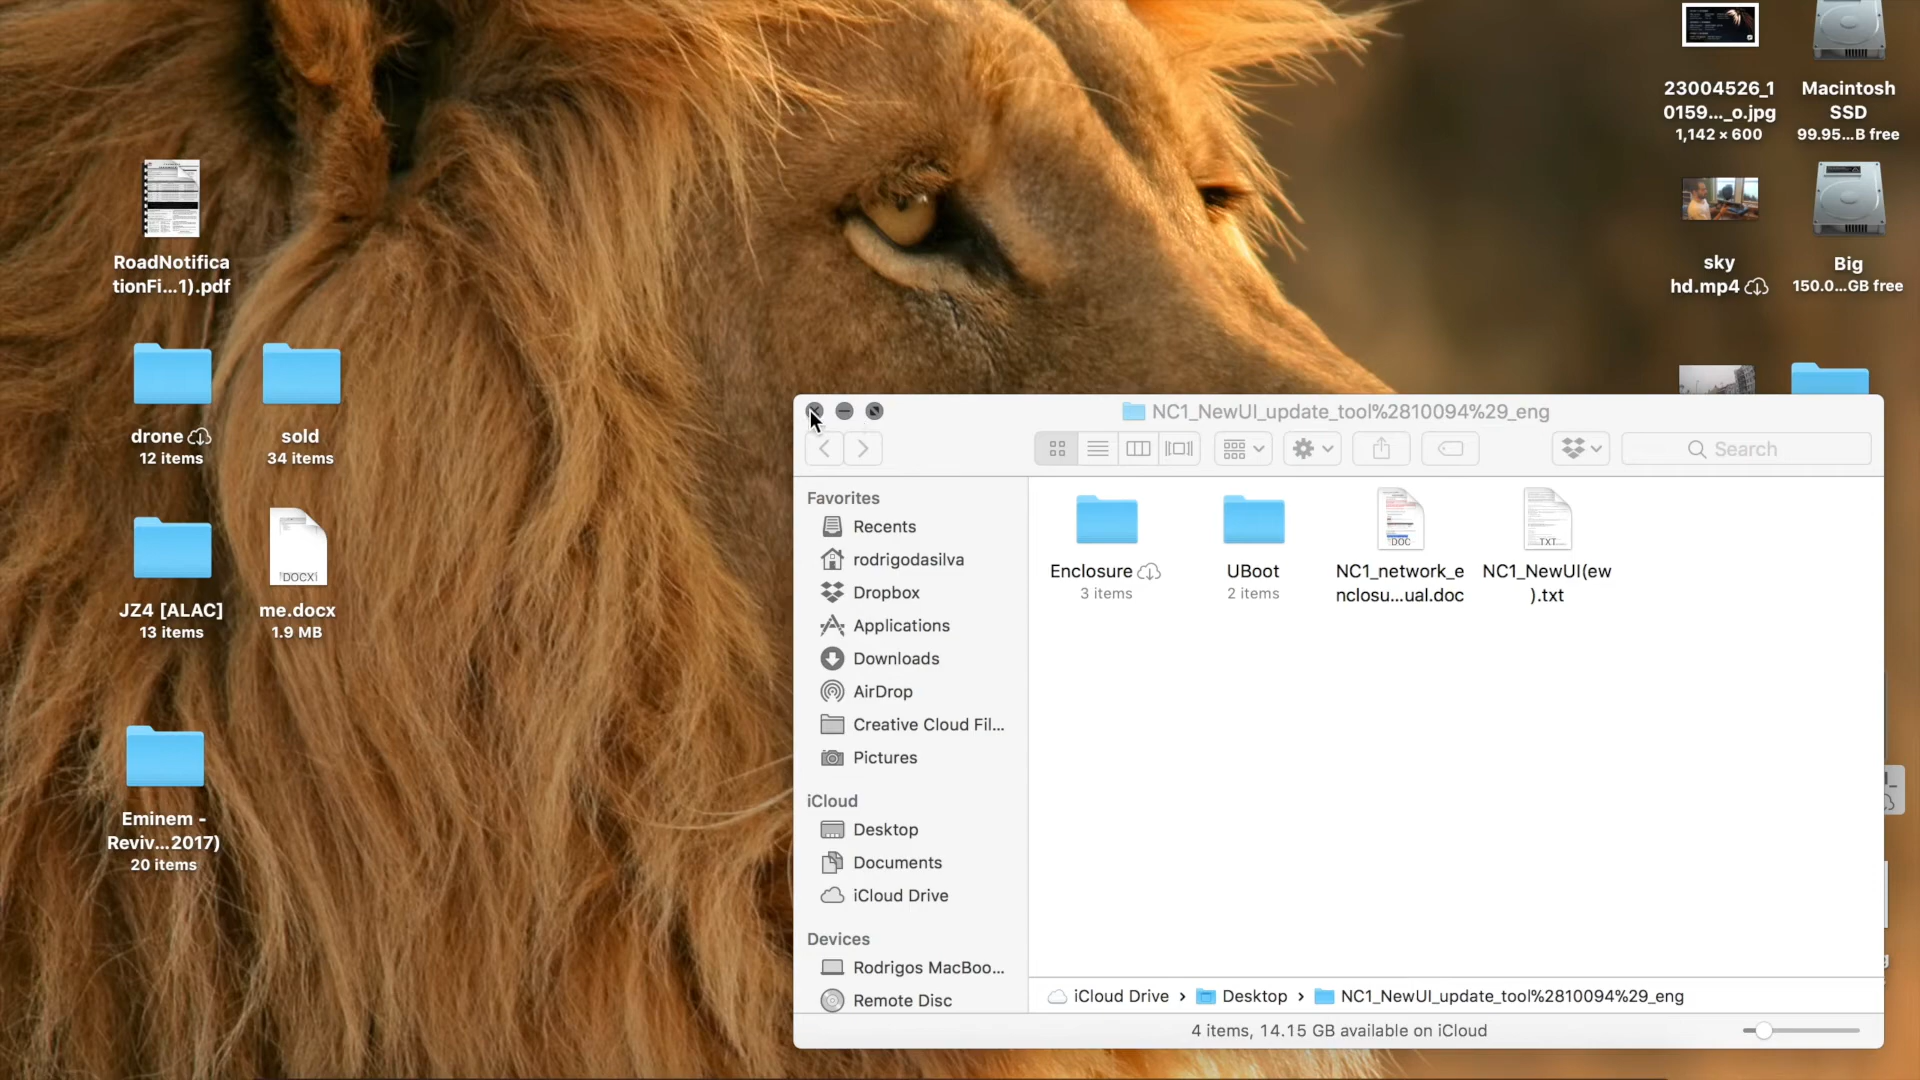 23004526_1
0159..._o.jpg
1,142 × 600
Macintosh
SSD
99.95...B free
RoadNotifica
tionFi...1).pdf
sky
hd.mp4
Big
150.0...GB free
drone
12 items
sold
34 items
JZ4 [ALAC]
13 items
DOCX
me.docx
1.9 MB
Eminem -
Reviv...2017)
20 items
NC1_NewUI_update_tool%2810094%29_eng
Search
Favorites
Recents
rodrigodasilva
Dropbox
Applications
Downloads
AirDrop
Creative Cloud Fil...
Pictures
iCloud
Desktop
Documents
iCloud Drive
Devices
Rodrigos MacBoo...
Remote Disc
Enclosure
3 items
UBoot
2 items
DOC
NC1_network_e
nclosu...ual.doc
TXT
NC1_NewUI(ew
).txt
iCloud Drive › Desktop › NC1_NewUI_update_tool%2810094%29_eng
4 items, 14.15 GB available on iCloud